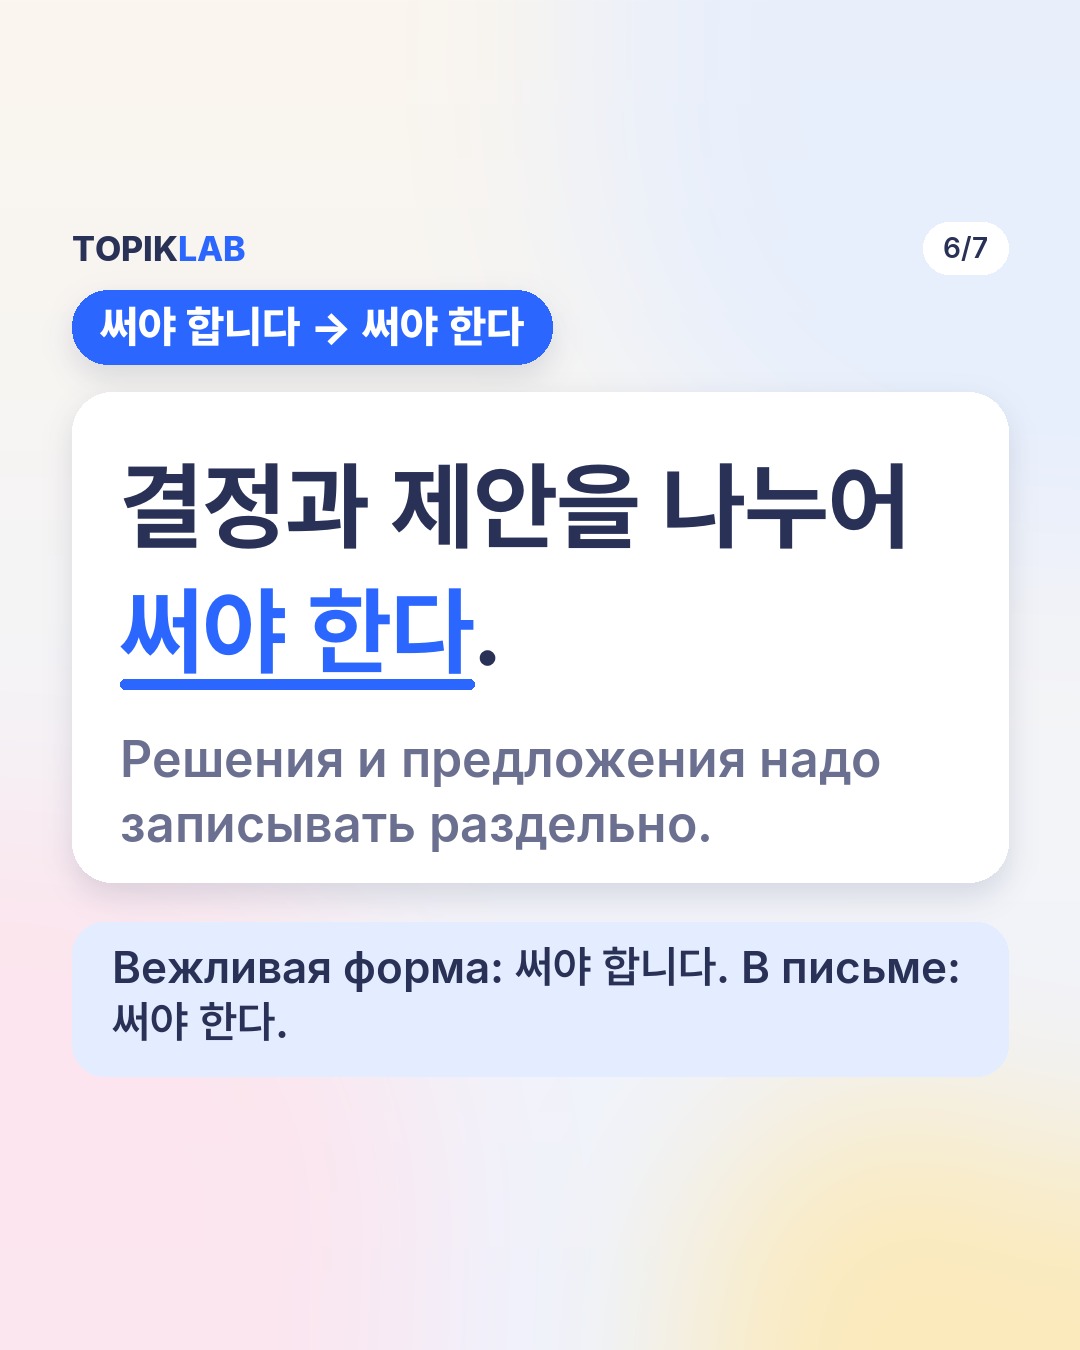 TOPIKLAB
6/7
써야 합니다 → 써야 한다
결정과 제안을 나누어
써야 한다.
Решения и предложения надо
записывать раздельно.
Вежливая форма: 써야 합니다. В письме:
써야 한다.